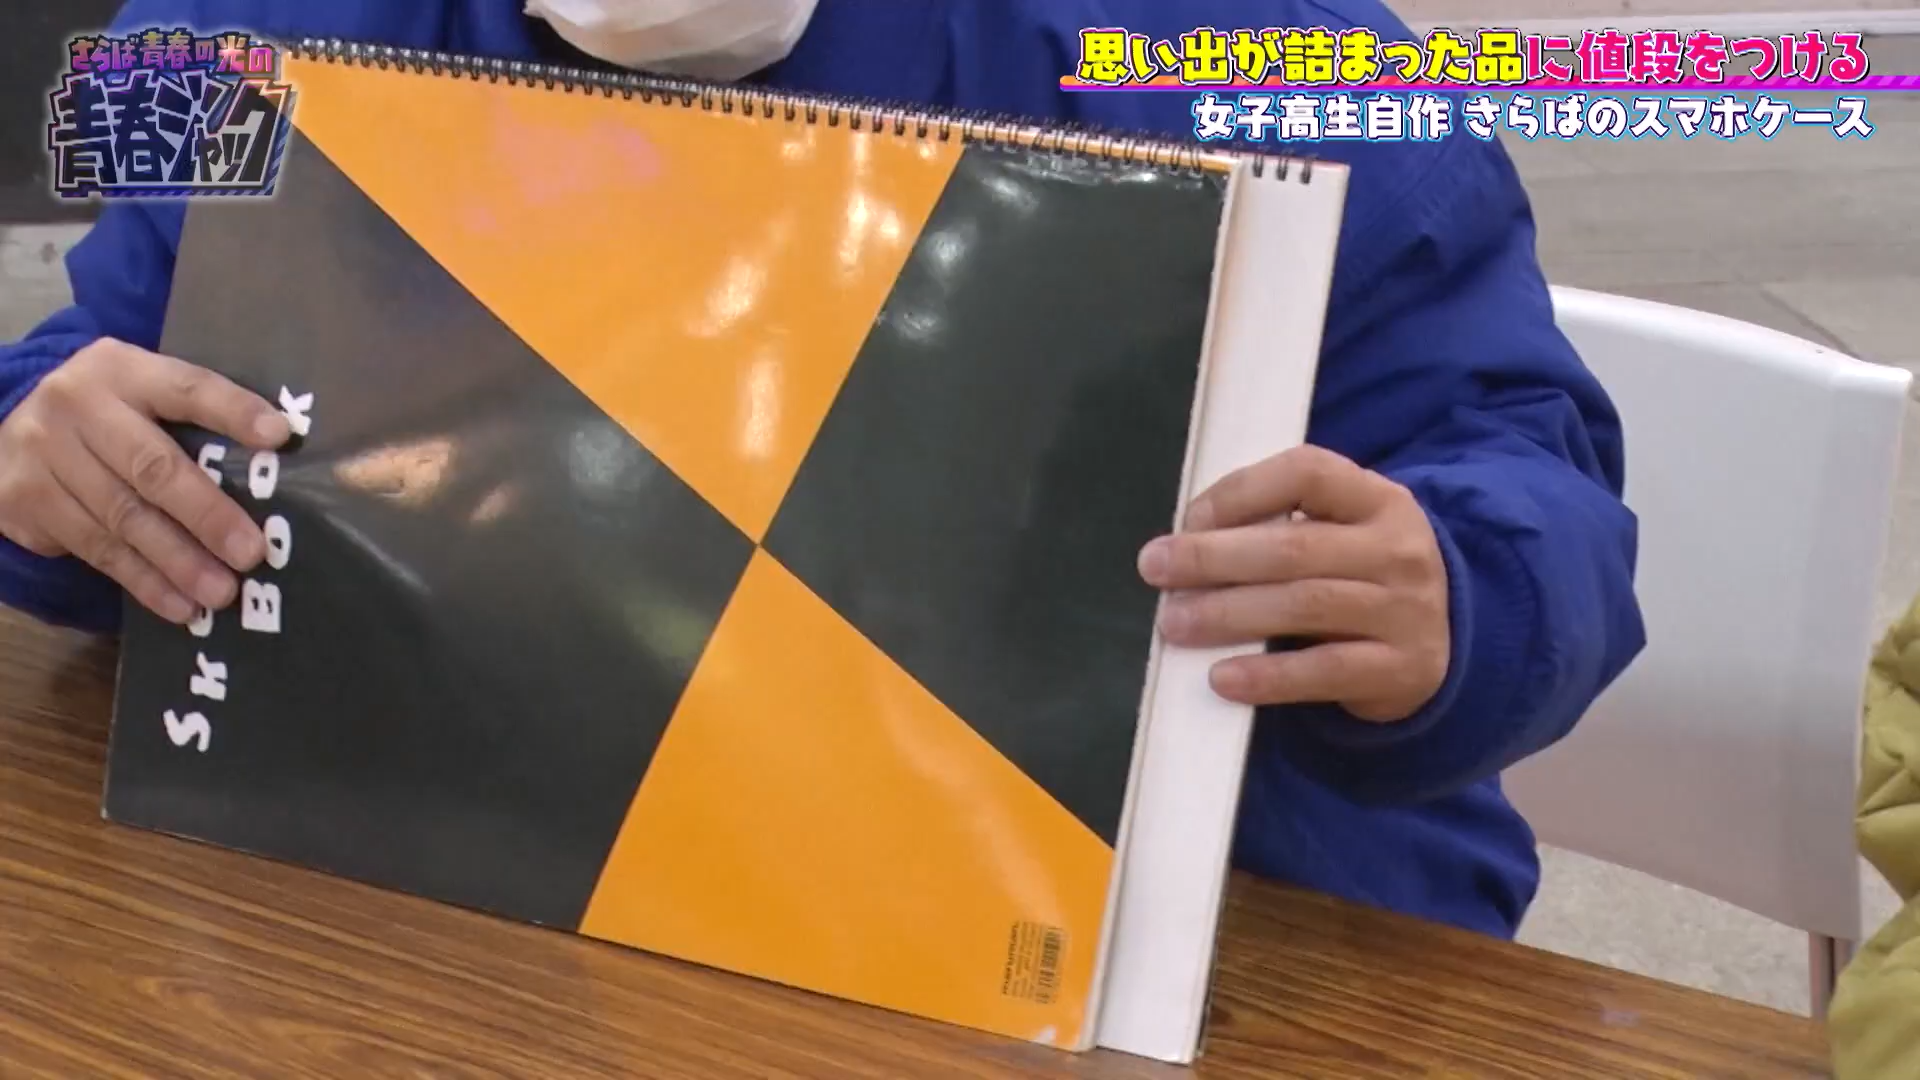 さらば青春の光の
青春ジャック
思い出が詰まった品に値段をつける
女子高生自作 さらばのスマホケース
BOOK